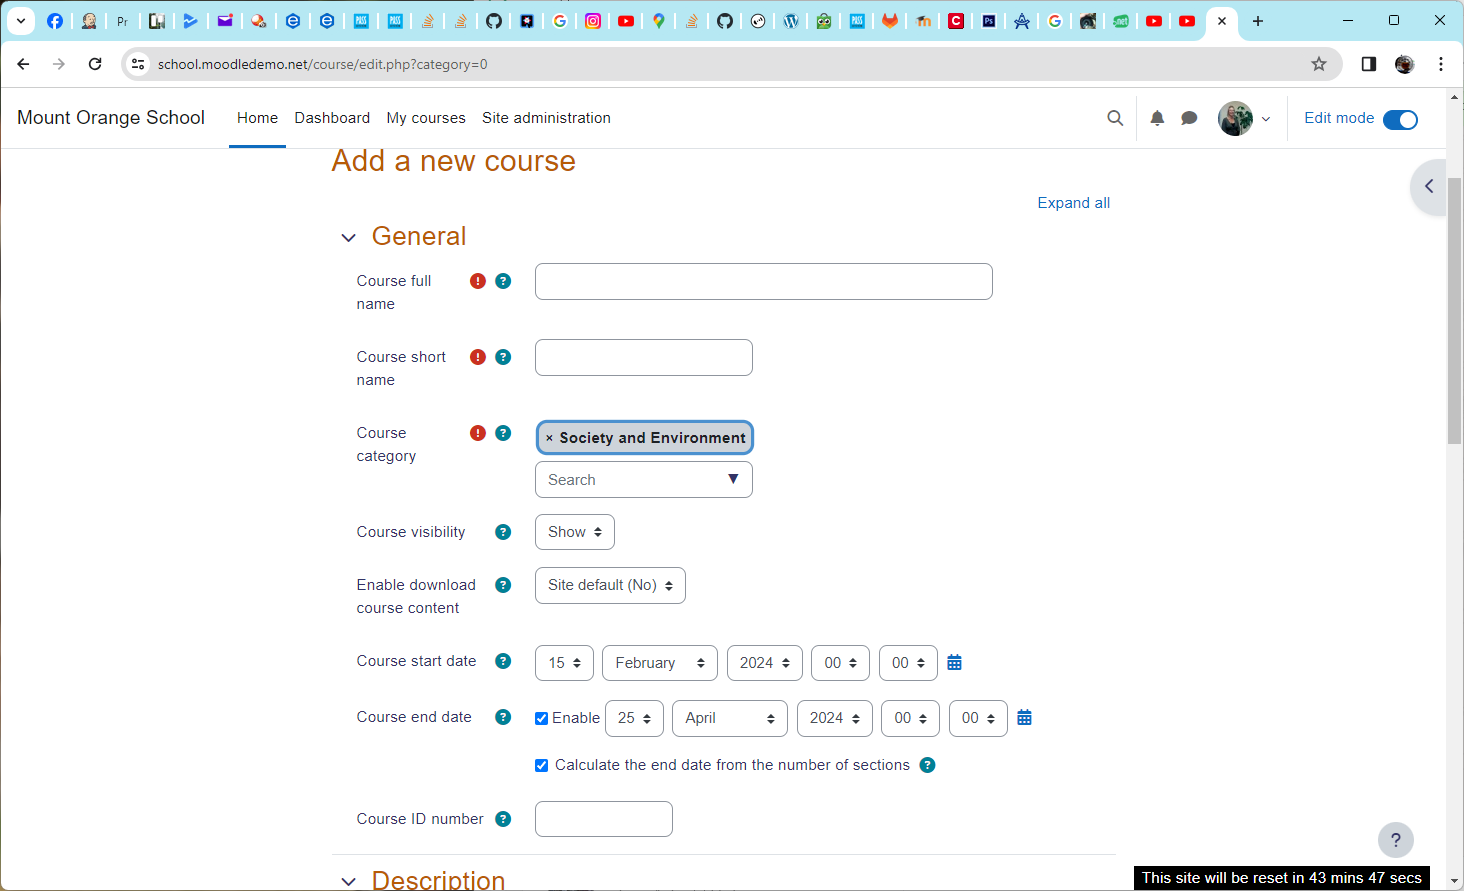 school.moodledemo.net/course/edit.php?category=0
Mount Orange School
Home
Dashboard
My courses
Site administration
Edit mode
Add a new course
Expand all
General
Course full
name
Course short
name
Course
category
× Society and Environment
Search
Course visibility
Show
Enable download
course content
Site default (No)
Course start date
15
February
2024
00
00
Course end date
Enable
25
April
2024
00
00
Calculate the end date from the number of sections
Course ID number
Description
This site will be reset in 43 mins 47 secs